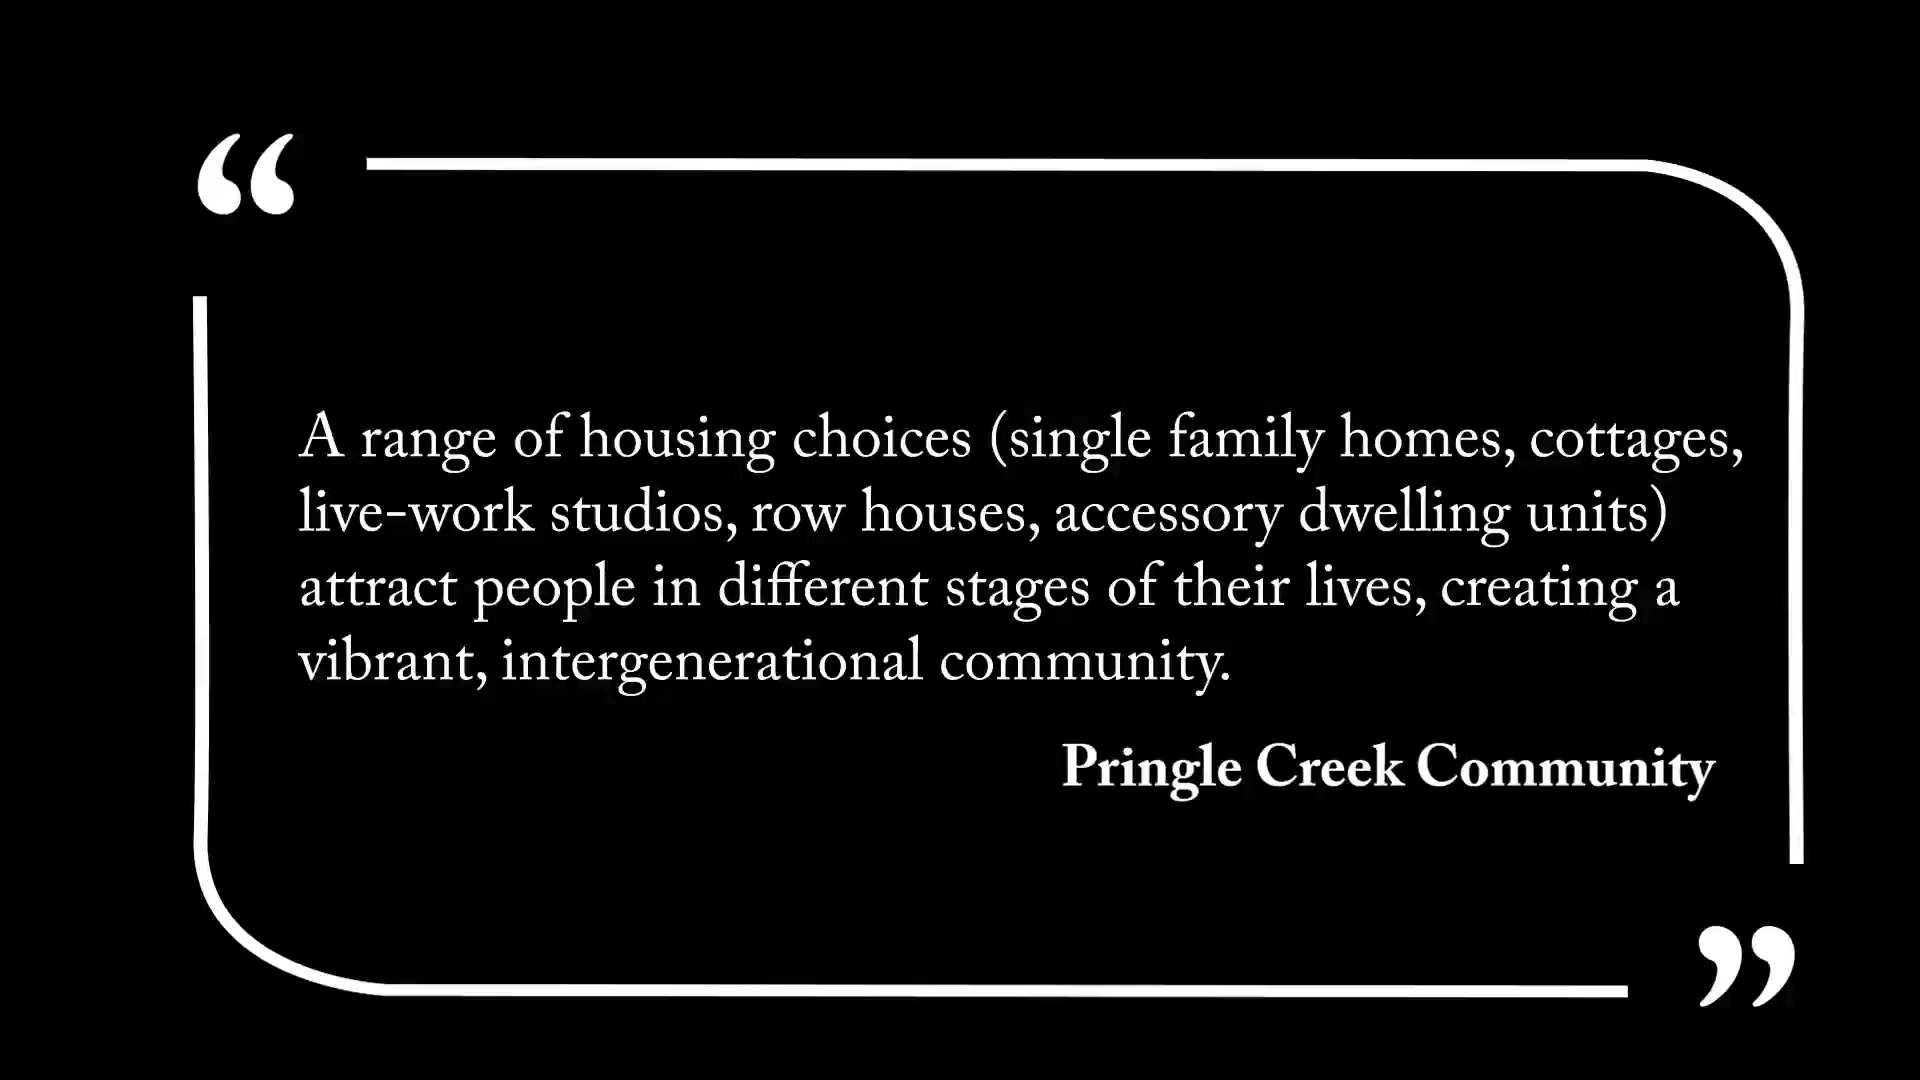 “
A range of housing choices (single family homes, cottages,
live-work studios, row houses, accessory dwelling units)
attract people in different stages of their lives, creating a
vibrant, intergenerational community.
Pringle Creek Community
”